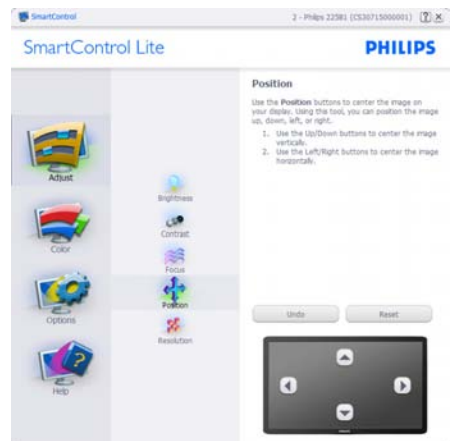 SmartControl
2 - Philips 225B1 (CS30715000001)
SmartControl Lite
PHILIPS
Adjust
Color
Options
Help
Brightness
Contrast
Focus
Position
Resolution
Position
Use the Position buttons to center the image on
your display. Using this tool, you can position the image
up, down, left, or right.
1. Use the Up/Down buttons to center the image
vertically.
2. Use the Left/Right buttons to center the image
horizontally.
Undo
Reset